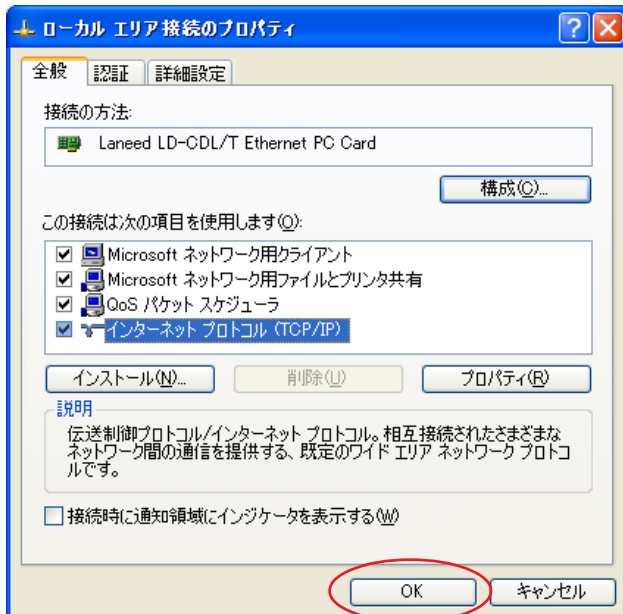 ローカル エリア接続のプロパティ
全般 認証 詳細設定
接続の方法:
Laneed LD-CDL/T Ethernet PC Card
構成(C)...
この接続は次の項目を使用します(O):
Microsoft ネットワーク用クライアント
Microsoft ネットワーク用ファイルとプリンタ共有
QoS パケット スケジューラ
インターネット プロトコル (TCP/IP)
インストール(N)... 削除(U) プロパティ(R)
説明
伝送制御プロトコル/インターネット プロトコル。相互接続されたさまざまな
ネットワーク間の通信を提供する、既定のワイド エリア ネットワーク プロトコ
ルです。
接続時に通知領域にインジケータを表示する(W)
OK キャンセル